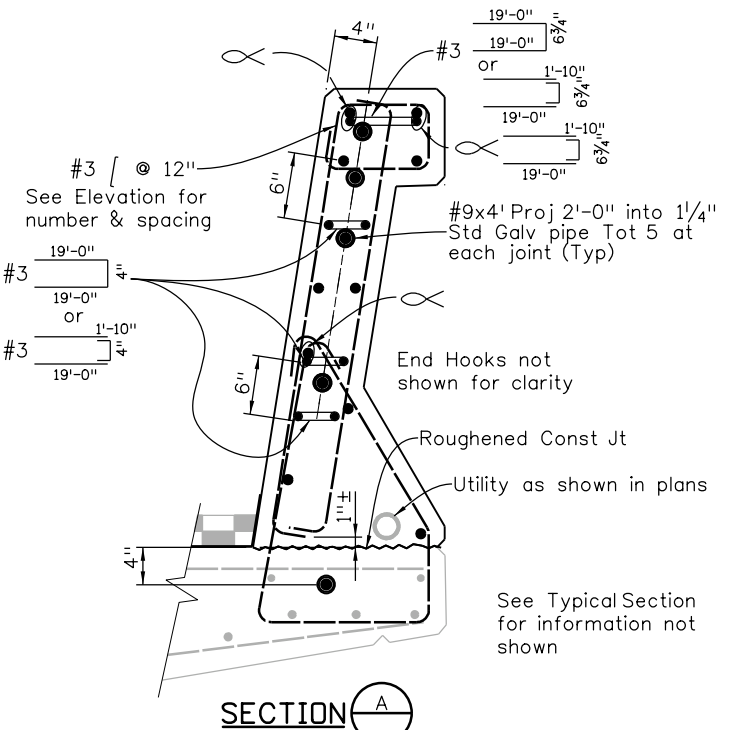 4"
19'-0"
#3
19'-0"
6¾"
or
1'-10"
19'-0"
6¾"
1'-10"
19'-0"
6¾"
#3 [ @ 12"
See Elevation for
number & spacing
6"
#9x4' Proj 2'-0" into 1¼"
Std Galv pipe Tot 5 at
each joint (Typ)
19'-0"
#3
4"
19'-0"
or
1'-10"
#3
4"
19'-0"
End Hooks not
shown for clarity
6"
Roughened Const Jt
Utility as shown in plans
1"±
4"
See Typical Section
for information not
shown
SECTION A